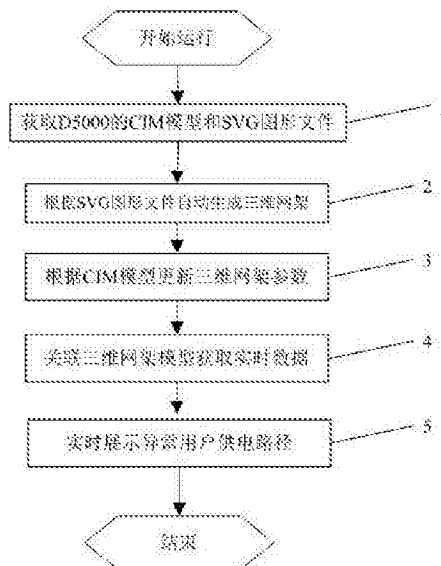 开始运行
获取D5000的CIM模型和SVG图形文件
根据SVG图形文件自动生成三维网架
2
根据CIM模型更新三维网架参数
3
关联三维网架模型获取实时数据
4
实时展示异常用户供电路径
5
结束